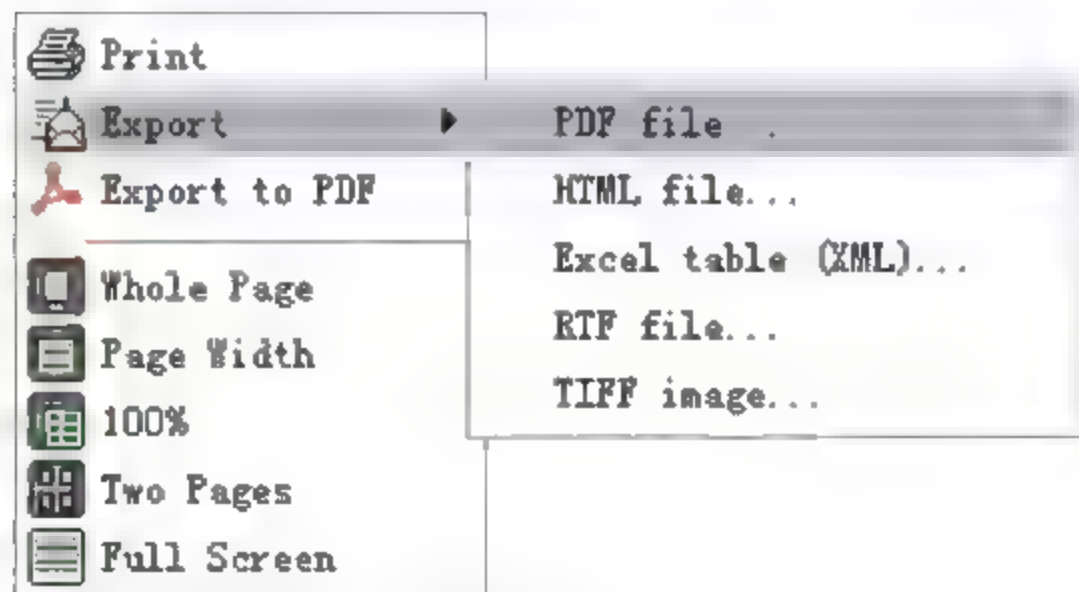 Print
Export
Export to PDF
Whole Page
Page Width
100%
Two Pages
Full Screen
PDF file .
HTML file...
Excel table (XML)...
RTF file...
TIFF image...